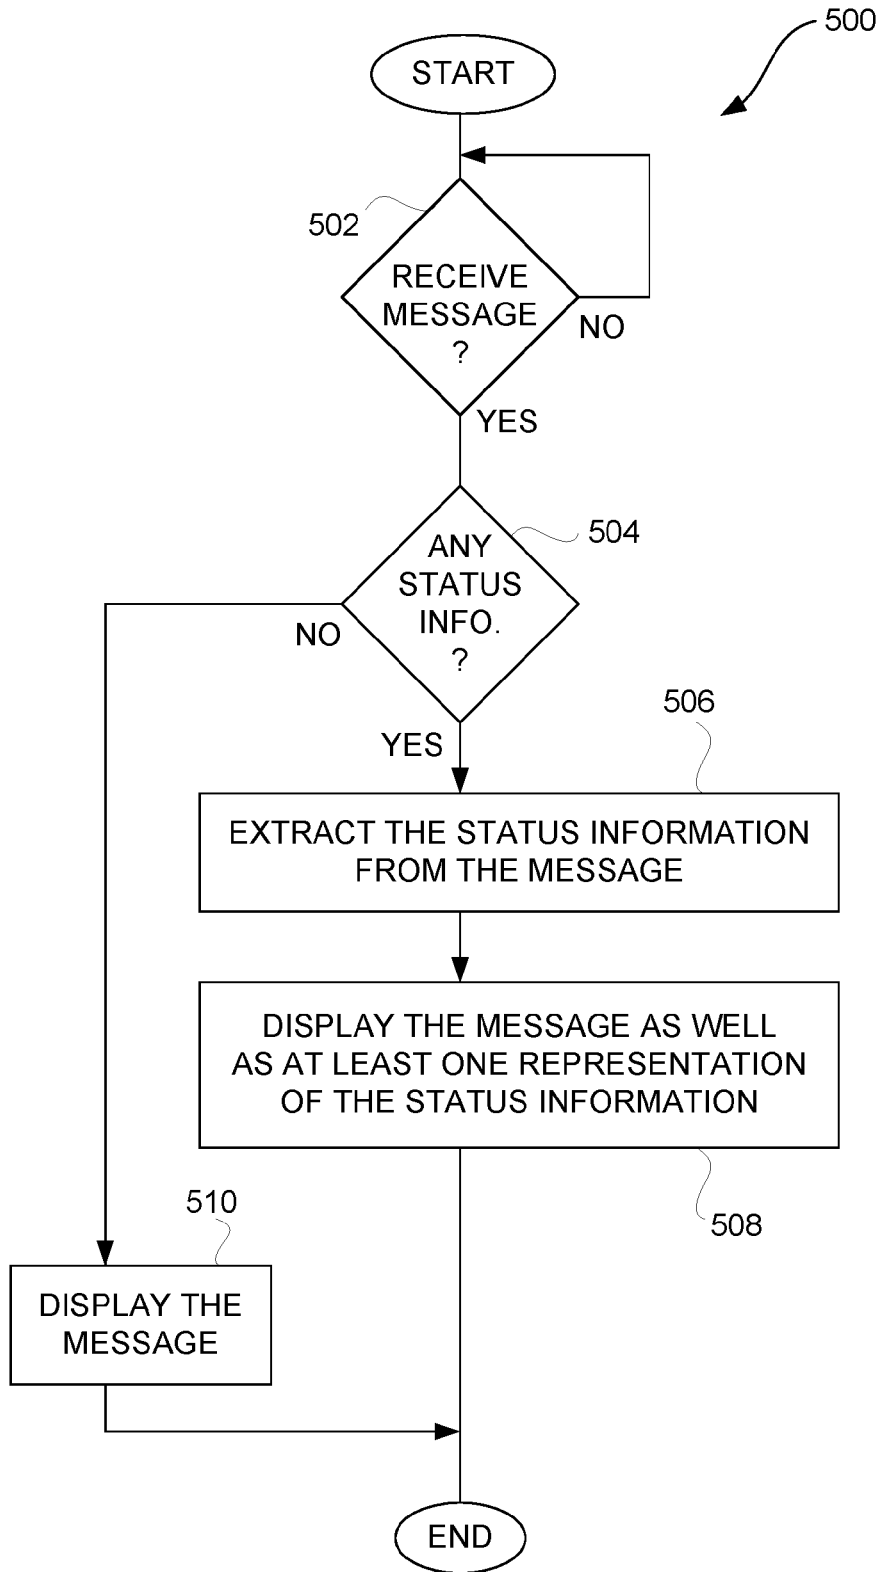 500
START
502
RECEIVE
MESSAGE
?
NO
YES
504
ANY
STATUS
INFO.
?
NO
YES
506
EXTRACT THE STATUS INFORMATION
FROM THE MESSAGE
DISPLAY THE MESSAGE AS WELL
AS AT LEAST ONE REPRESENTATION
OF THE STATUS INFORMATION
508
510
DISPLAY THE
MESSAGE
END